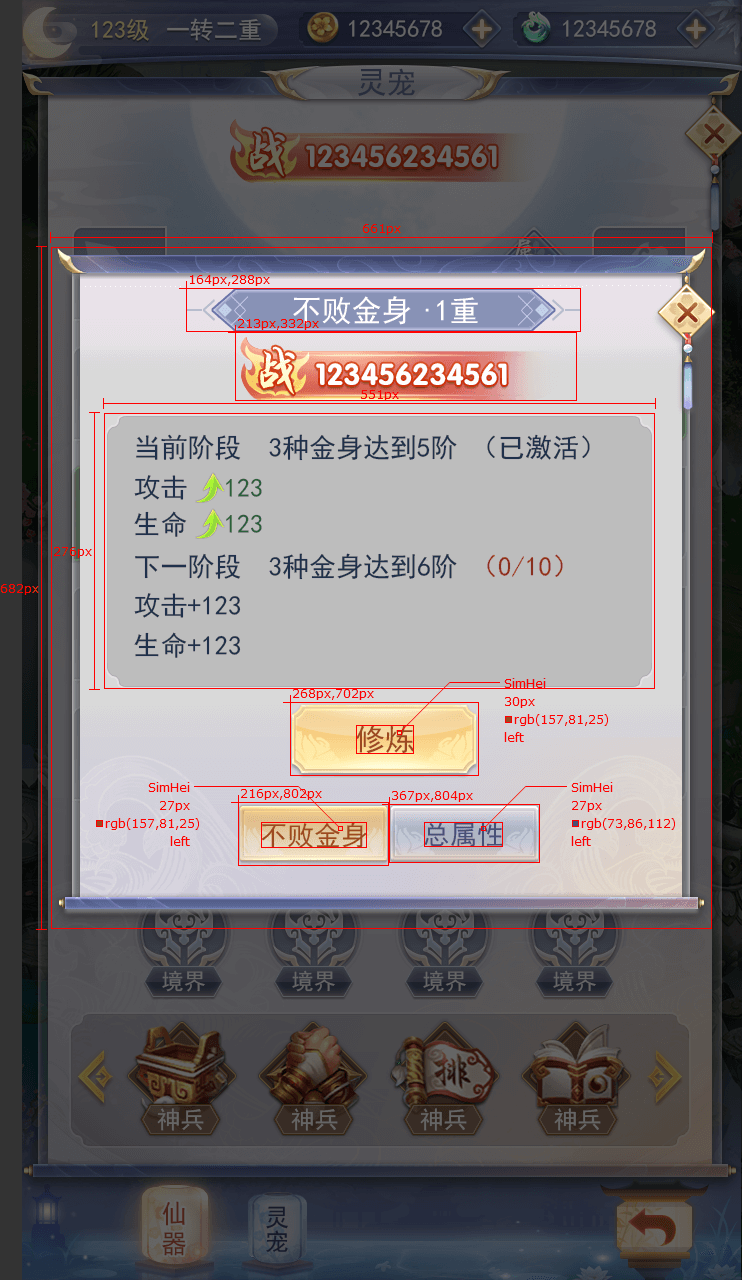 123级 一转二重 12345678 12345678
灵宠
战 123456234561
661px
164px,288px
不败金身 ·1重
213px,332px
战 123456234561
551px
当前阶段 3种金身达到5阶 （已激活）
攻击 123
生命 123
下一阶段 3种金身达到6阶 （0/10）
攻击+123
生命+123
276px
682px
268px,702px
修炼
SimHei
30px
rgb(157,81,25)
left
SimHei
27px
rgb(157,81,25)
left
216px,802px
不败金身
367px,804px
总属性
SimHei
27px
rgb(73,86,112)
left
境界 境界 境界 境界
排
神兵 神兵 神兵 神兵
仙器 灵宠